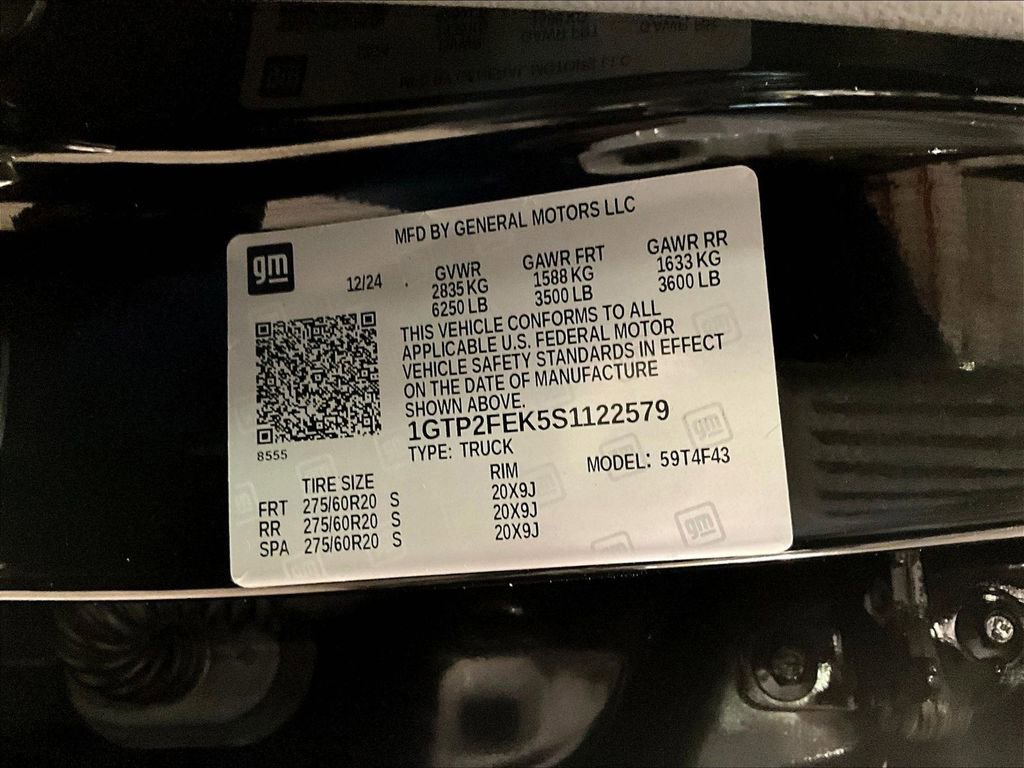 MFD BY GENERAL MOTORS LLC
gm
12/24
GVWR GAWR FRT GAWR RR
2835 KG 1588 KG 1633 KG
6250 LB 3500 LB 3600 LB
THIS VEHICLE CONFORMS TO ALL
APPLICABLE U.S. FEDERAL MOTOR
VEHICLE SAFETY STANDARDS IN EFFECT
ON THE DATE OF MANUFACTURE
SHOWN ABOVE.
1GTP2FEK5S1122579
8555
TYPE: TRUCK MODEL: 59T4F43
TIRE SIZE RIM
FRT 275/60R20 S 20X9J
RR 275/60R20 S 20X9J
SPA 275/60R20 S 20X9J
gm
gm